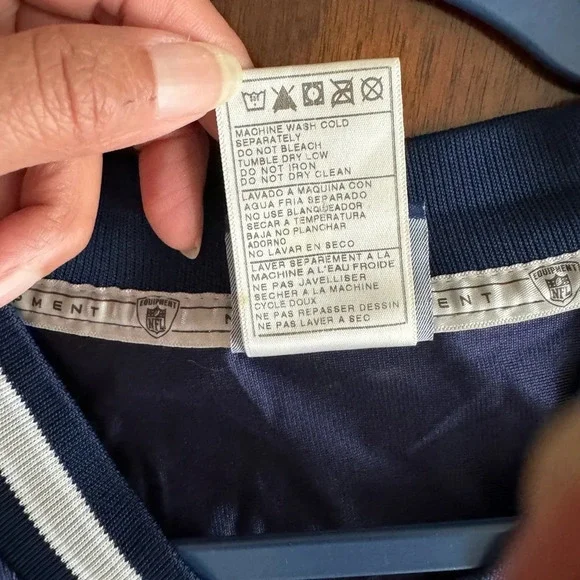 MACHINE WASH COLD
SEPARATELY
DO NOT BLEACH
TUMBLE DRY LOW
DO NOT IRON
DO NOT DRY CLEAN
LAVADO A MAQUINA CON
AGUA FRIA SEPARADO
NO USE BLANQUEADOR
SECAR A TEMPERATURA
BAJA NO PLANCHAR
ADORNO
NO LAVAR EN SECO
LAVER SEPAREMENT A LA
MACHINE A L'EAU FROIDE
NE PAS JAVELLISER
SECHER LA MACHINE
CYCLE DOUX
NE PAS REPASSER DESSIN
NE PAS LAVER A SEC
PMENT
EQUIPMENT
NFL
N
MENT
EQUIPMENT
NFL